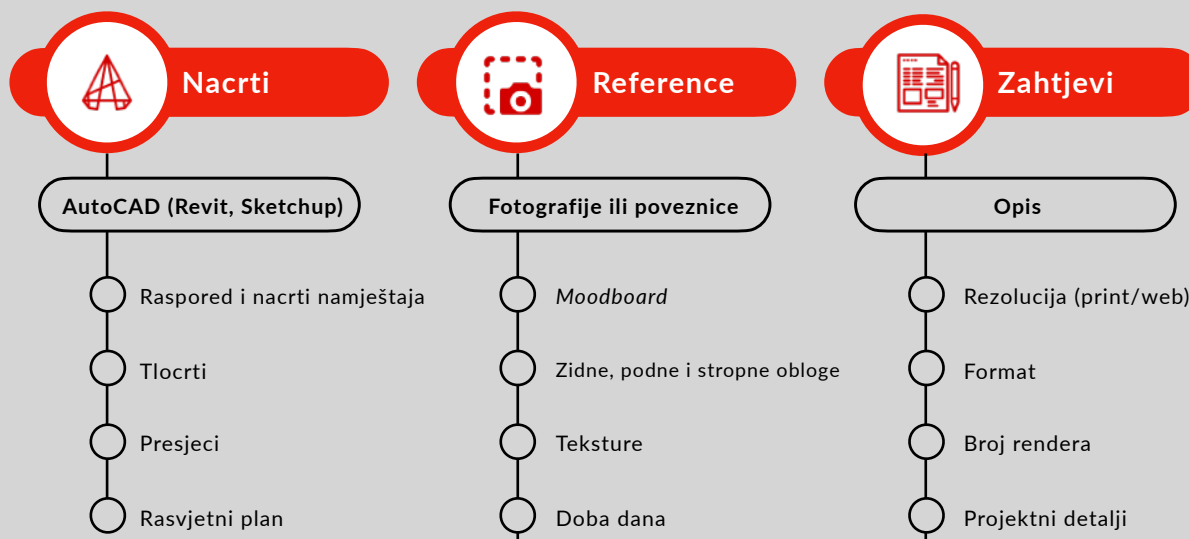 Nacrti
AutoCAD (Revit, Sketchup)
Raspored i nacrti namještaja
Tlocrti
Presjeci
Rasvjetni plan
Reference
Fotografije ili poveznice
Moodboard
Zidne, podne i stropne obloge
Teksture
Doba dana
Zahtjevi
Opis
Rezolucija (print/web)
Format
Broj rendera
Projektni detalji